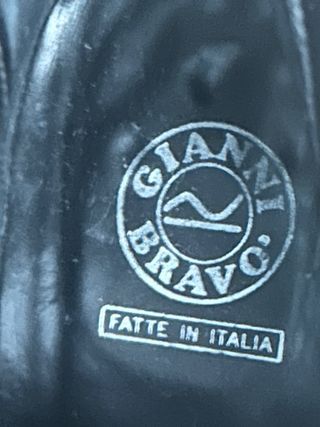 GIANNI
BRAVO'
FATTE IN ITALIA